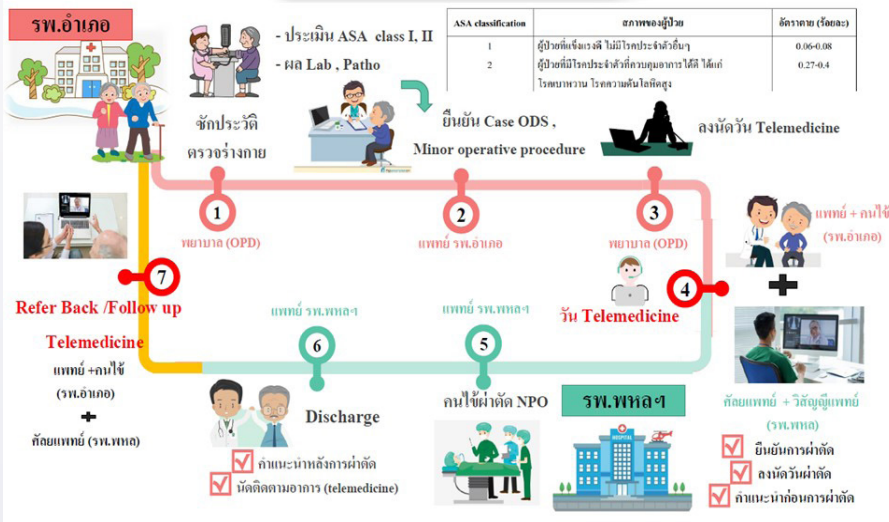 รพ.อำเภอ
- ประเมิน ASA class I, II
- ผล Lab , Patho
ซักประวัติ
ตรวจร่างกาย
ASA classification สภาพของผู้ป่วย อัตราตาย (ร้อยละ)
1 ผู้ป่วยที่แข็งแรงดี ไม่มีโรคประจำตัวอื่นๆ 0.06-0.08
2 ผู้ป่วยที่มีโรคประจำตัวที่ควบคุมอาการได้ดี ได้แก่ 0.27-0.4
โรคเบาหวาน โรคความดันโลหิตสูง
ยืนยัน Case ODS ,
Minor operative procedure
ลงนัดวัน Telemedicine
1
พยาบาล (OPD)
2
แพทย์ รพ.อำเภอ
3
พยาบาล (OPD)
แพทย์ + คนไข้
(รพ.อำเภอ)
+
4
วัน Telemedicine
ศัลยแพทย์ + วิสัญญีแพทย์
(รพ.พหล)
ยืนยันการผ่าตัด
ลงนัดวันผ่าตัด
คำแนะนำก่อนการผ่าตัด
แพทย์ รพ.พหลฯ
5
คนไข้ผ่าตัด NPO
รพ.พหลฯ
HOSPITAL
แพทย์ รพ.พหลฯ
6
Discharge
คำแนะนำหลังการผ่าตัด
นัดติดตามอาการ (telemedicine)
7
Refer Back /Follow up
Telemedicine
แพทย์ +คนไข้
(รพ.อำเภอ)
+
ศัลยแพทย์ (รพ.พหล)